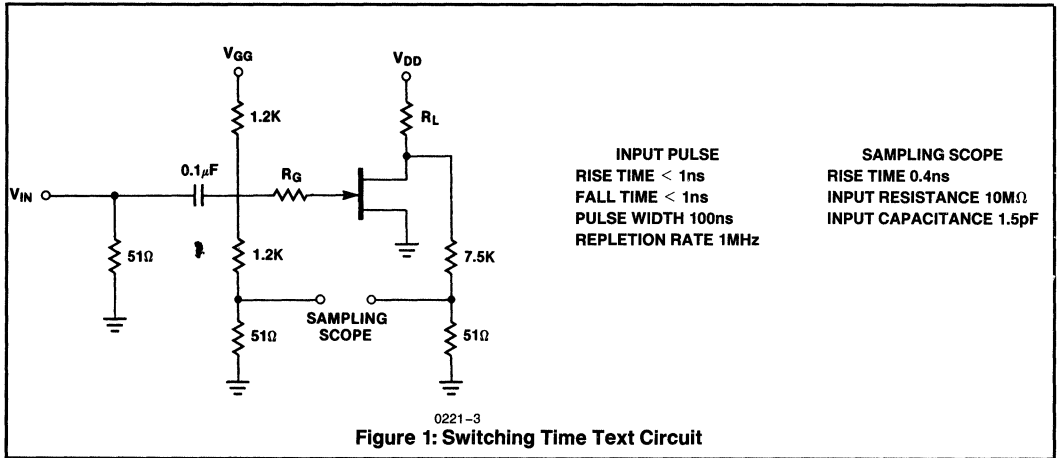 VGG
VDD
1.2K
RL
0.1μF
RG
VIN
51Ω
1.2K
7.5K
SAMPLING
SCOPE
51Ω
51Ω
INPUT PULSE
RISE TIME < 1ns
FALL TIME < 1ns
PULSE WIDTH 100ns
REPLETION RATE 1MHz
SAMPLING SCOPE
RISE TIME 0.4ns
INPUT RESISTANCE 10MΩ
INPUT CAPACITANCE 1.5pF
0221–3
Figure 1: Switching Time Text Circuit